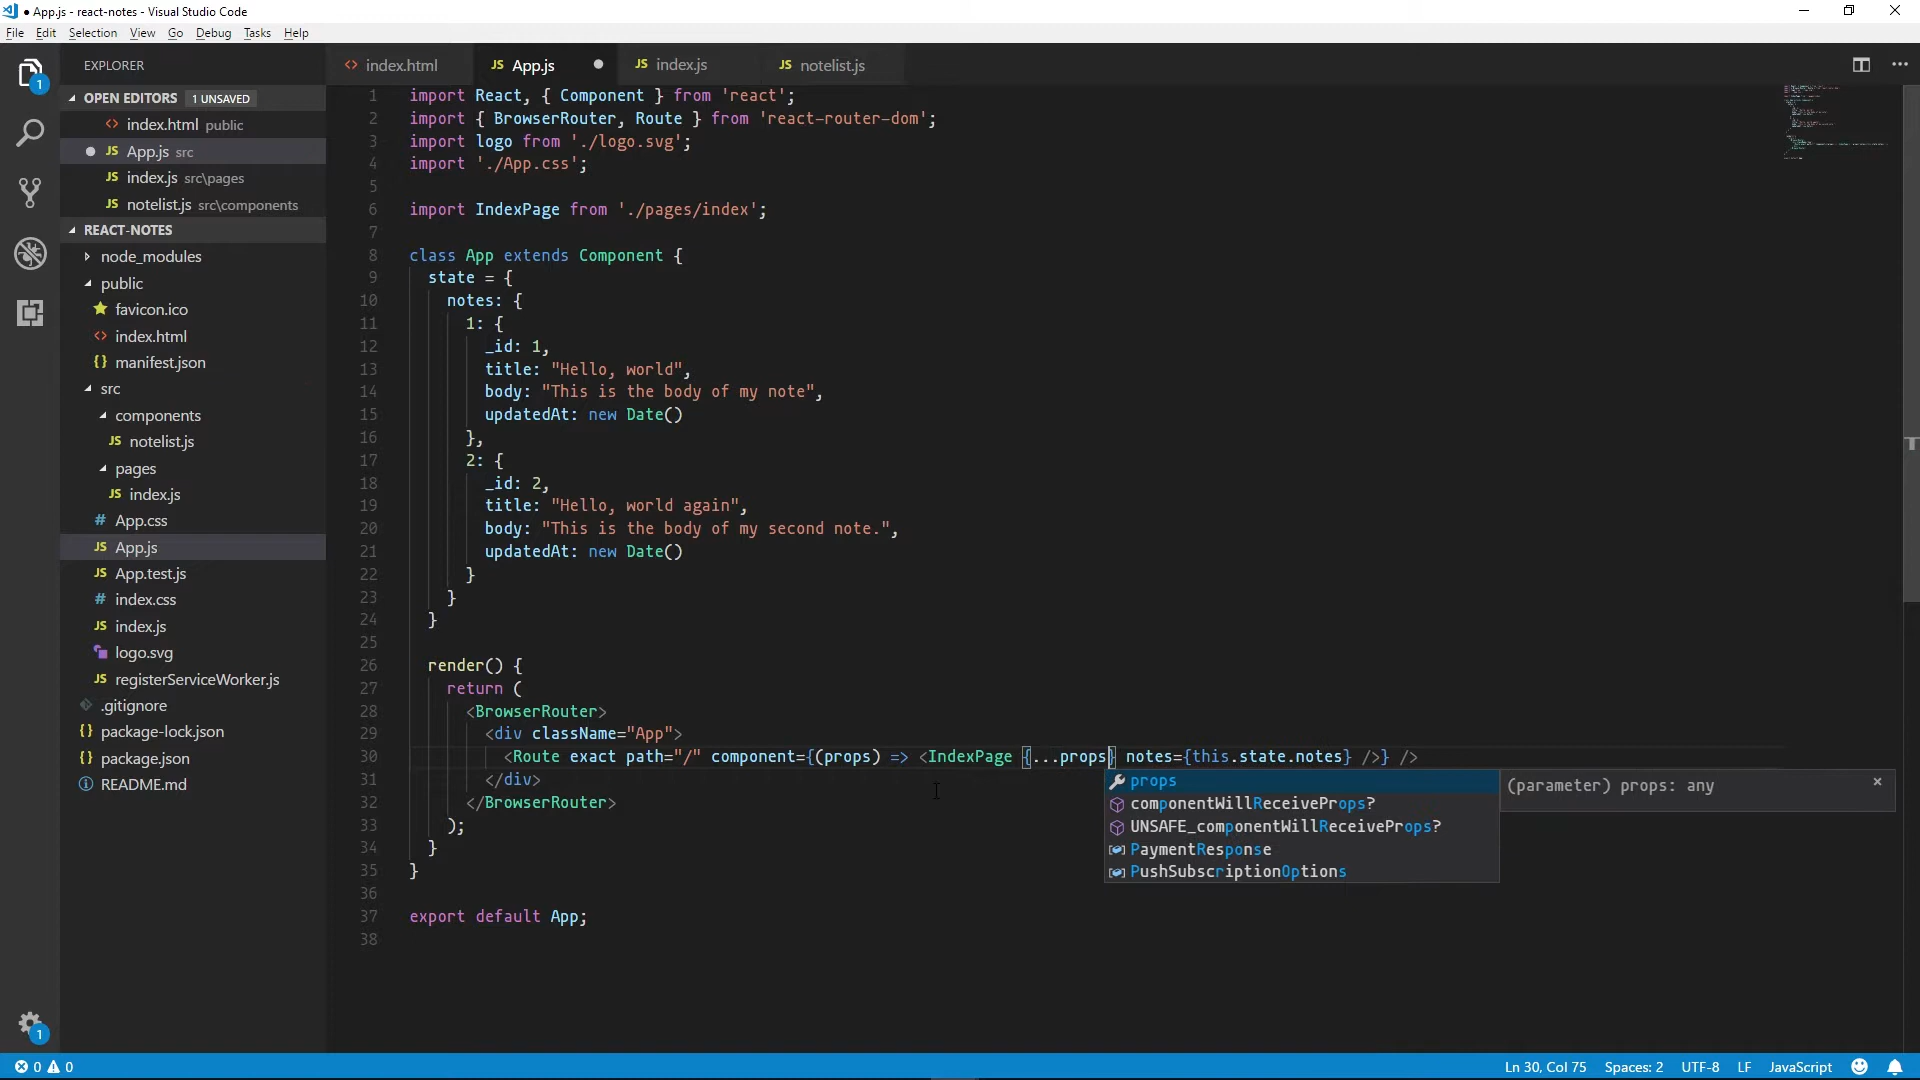 App.js - react-notes - Visual Studio Code
File Edit Selection View Go Debug Tasks Help
EXPLORER
index.html
App.js
index.js
notelist.js
1
OPEN EDITORS 1 UNSAVED
index.html public
App.js src
index.js src\pages
notelist.js src\components
REACT-NOTES
node_modules
public
favicon.ico
index.html
manifest.json
src
components
notelist.js
pages
index.js
App.css
App.js
App.test.js
index.css
index.js
logo.svg
registerServiceWorker.js
.gitignore
package-lock.json
package.json
README.md
1
1 import React, { Component } from 'react';
2 import { BrowserRouter, Route } from 'react-router-dom';
3 import logo from './logo.svg';
4 import './App.css';
5
6 import IndexPage from './pages/index';
7
8 class App extends Component {
9 state = {
10 notes: {
11 1: {
12 _id: 1,
13 title: "Hello, world",
14 body: "This is the body of my note",
15 updatedAt: new Date()
16 },
17 2: {
18 _id: 2,
19 title: "Hello, world again",
20 body: "This is the body of my second note.",
21 updatedAt: new Date()
22 }
23 }
24 }
25
26 render() {
27 return (
28 <BrowserRouter>
29 <div className="App">
30 <Route exact path="/" component={(props) => <IndexPage {...props} notes={this.state.notes} />} />
31 </div>
32 </BrowserRouter>
33 );
34 }
35 }
36
37 export default App;
38
props
componentWillReceiveProps?
UNSAFE_componentWillReceiveProps?
PaymentResponse
PushSubscriptionOptions
(parameter) props: any
0 0
Ln 30, Col 75 Spaces: 2 UTF-8 LF JavaScript